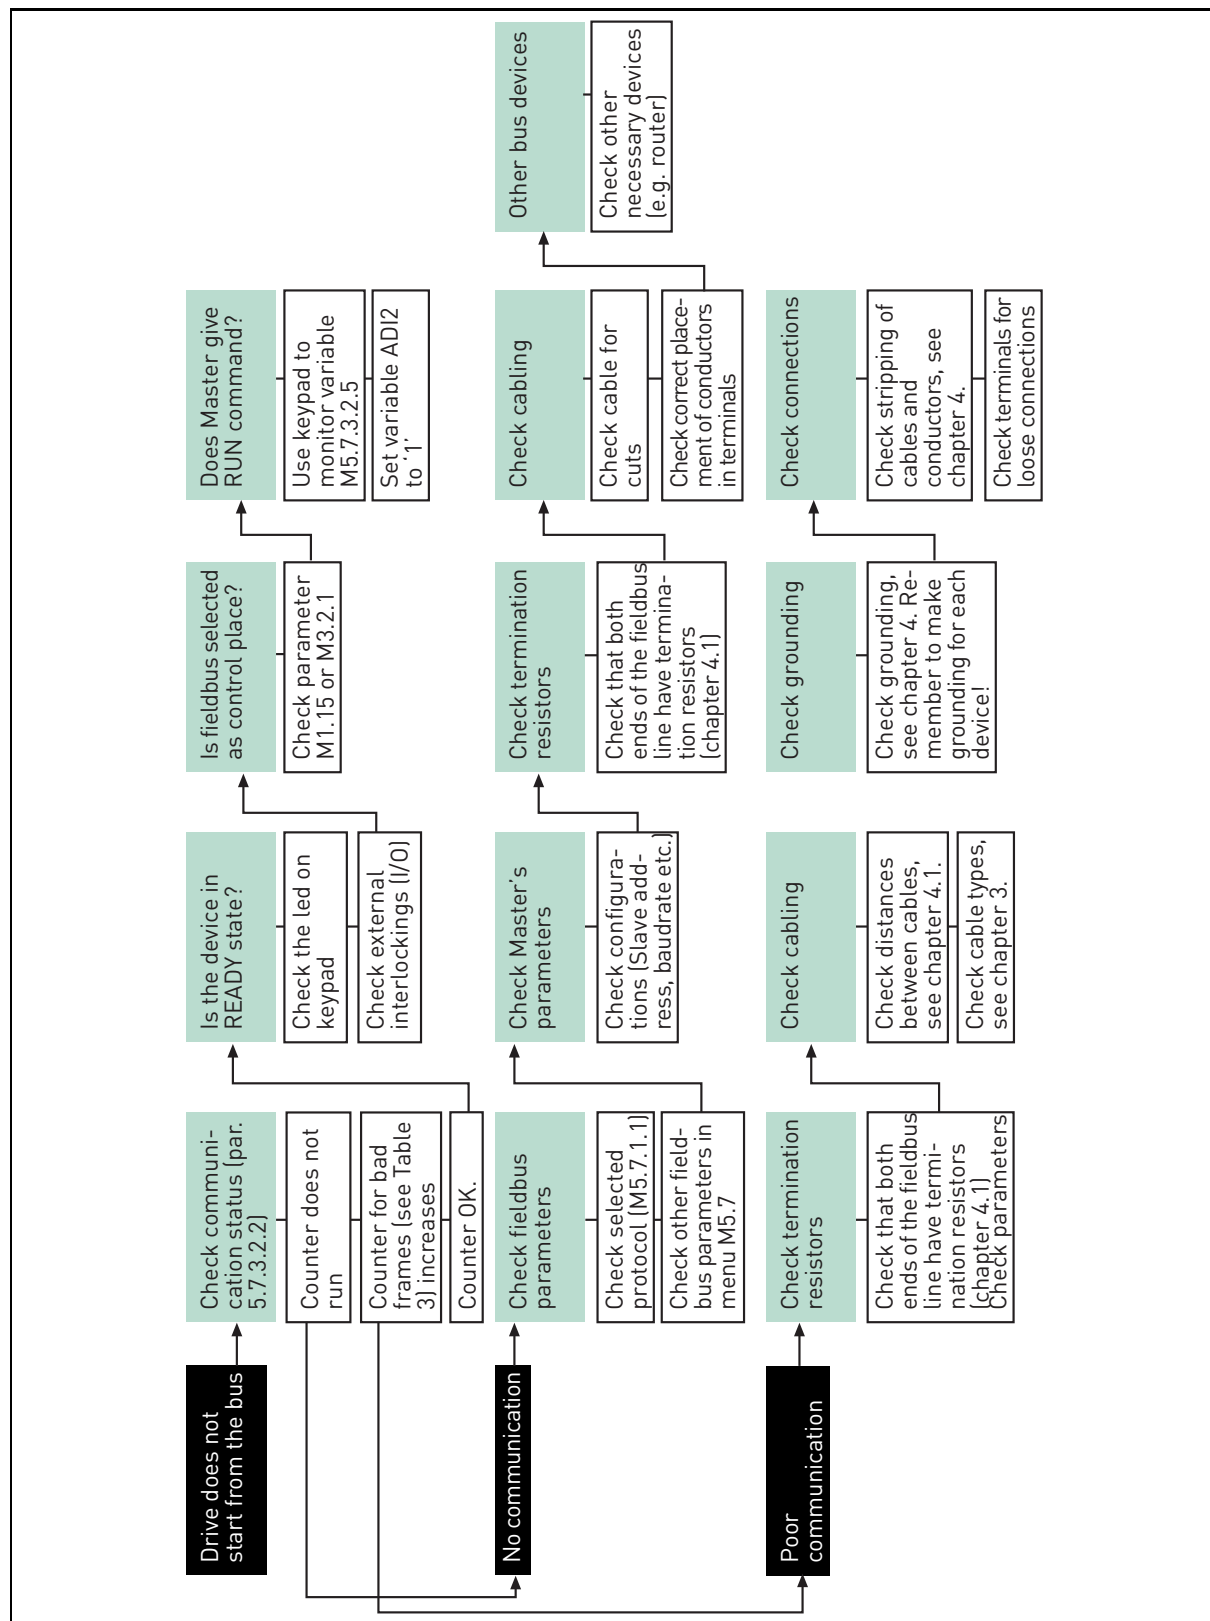 Drive does not
start from the bus
Check communi-
cation status (par.
5.7.3.2.2)
Counter does not
run
Counter for bad
frames (see Table
3) increases
Counter OK.
Is the device in
READY state?
Check the led on
keypad
Check external
interlockings (I/O)
Is fieldbus selected
as control place?
Check parameter
M1.15 or M3.2.1
Does Master give
RUN command?
Use keypad to
monitor variable
M5.7.3.2.5
Set variable ADI2
to '1'
No communication
Check fieldbus
parameters
Check selected
protocol (M5.7.1.1)
Check other field-
bus parameters in
menu M5.7
Check Master's
parameters
Check configura-
tions (Slave add-
ress, baudrate etc.)
Check termination
resistors
Check that both
ends of the fieldbus
line have termina-
tion resistors
(chapter 4.1)
Check cabling
Check cable for
cuts
Check correct place-
ment of conductors
in terminals
Other bus devices
Check other
necessary devices
(e.g. router)
Poor
communication
Check termination
resistors
Check that both
ends of the fieldbus
line have termi-
nation resistors
(chapter 4.1)
Check parameters
Check cabling
Check distances
between cables,
see chapter 4.1.
Check cable types,
see chapter 3.
Check grounding
Check grounding,
see chapter 4. Re-
member to make
grounding for each
device!
Check connections
Check stripping of
cables and
conductors, see
chapter 4.
Check terminals for
loose connections